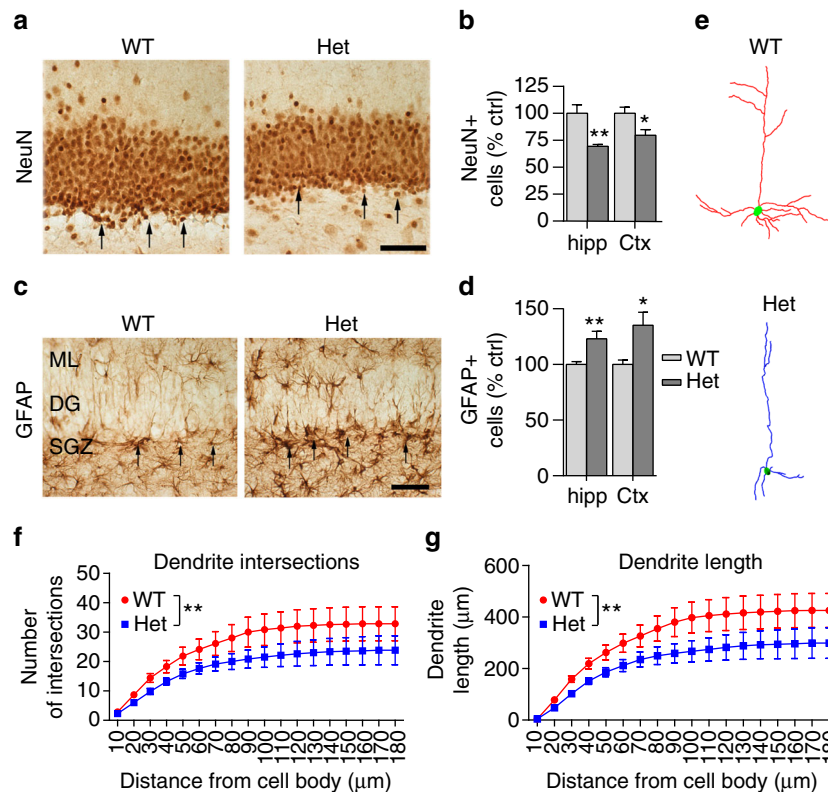 a
WT
Het
NeuN
b
NeuN+
cells (% ctrl)
125
100
75
50
25
0
**
*
hipp
Ctx
e
WT
Het
c
WT
Het
GFAP
ML
DG
SGZ
d
GFAP+
cells (% ctrl)
150
100
50
0
**
*
hipp
Ctx
WT
Het
f
Dendrite intersections
WT
Het
**
Number
of intersections
50
40
30
20
10
0
10 20 30 40 50 60 70 80 90 100 110 120 130 140 150 160 170 180
Distance from cell body (μm)
g
Dendrite length
WT
Het
**
Dendrite
length (μm)
600
400
200
0
10 20 30 40 50 60 70 80 90 100 110 120 130 140 150 160 170 180
Distance from cell body (μm)